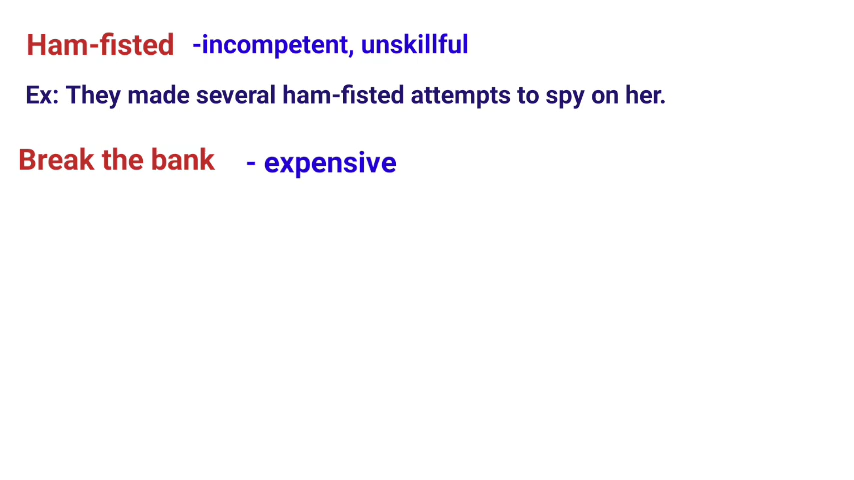 Ham-fisted -incompetent, unskillful
Ex: They made several ham-fisted attempts to spy on her.
Break the bank - expensive